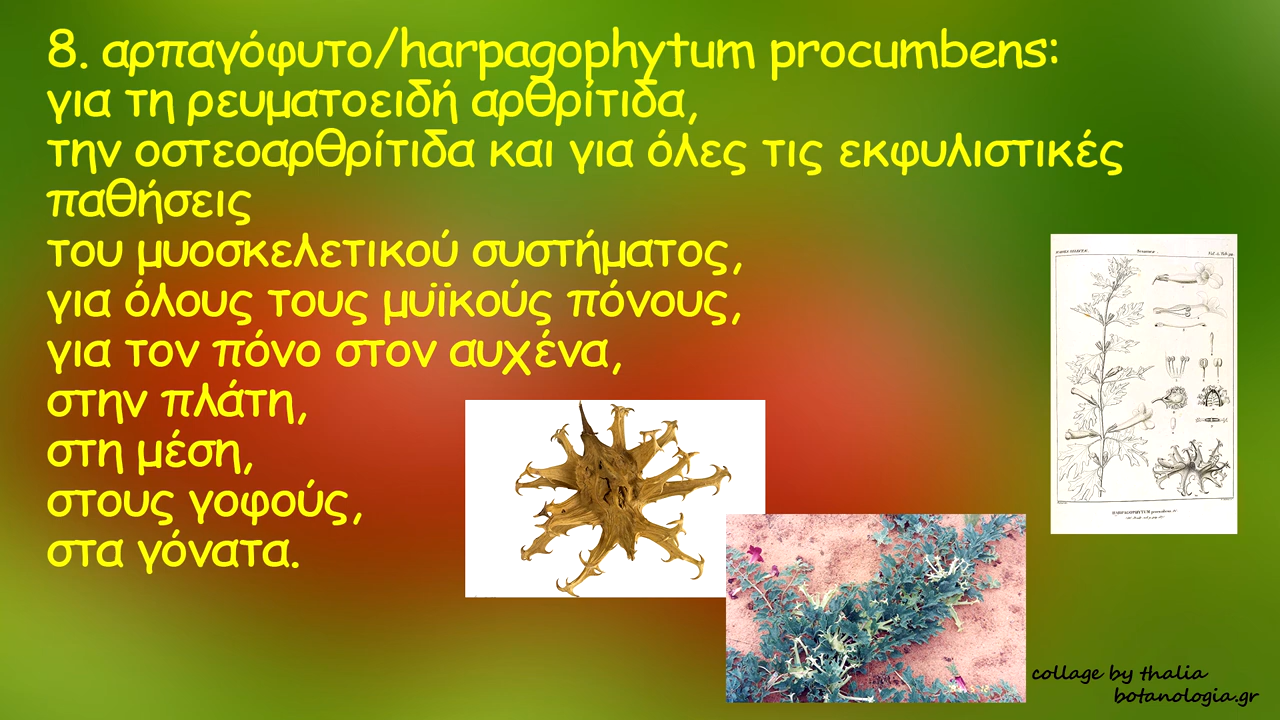 8. αρπαγόφυτο/harpagophytum procumbens:
για τη ρευματοειδή αρθρίτιδα,
την οστεοαρθρίτιδα και για όλες τις εκφυλιστικές
παθήσεις
του μυοσκελετικού συστήματος,
για όλους τους μυϊκούς πόνους,
για τον πόνο στον αυχένα,
στην πλάτη,
στη μέση,
στους γοφούς,
στα γόνατα.
HARPAGOPHYTUM procumbens
collage by thalia
botanologia.gr